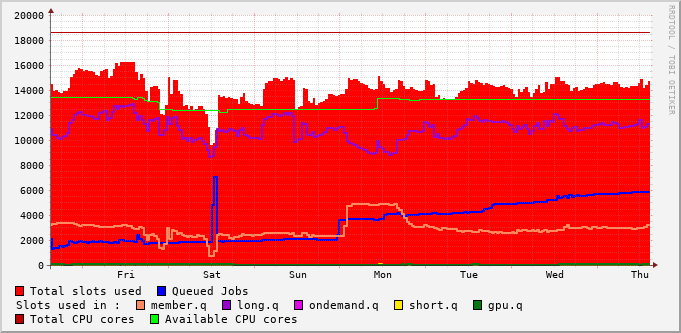 20000
18000
16000
14000
12000
10000
8000
6000
4000
2000
0
Fri Sat Sun Mon Tue Wed Thu
RRDTOOL / TOBI OETIKER
Total slots used Queued Jobs
Slots used in : member.q long.q ondemand.q short.q gpu.q
Total CPU cores Available CPU cores